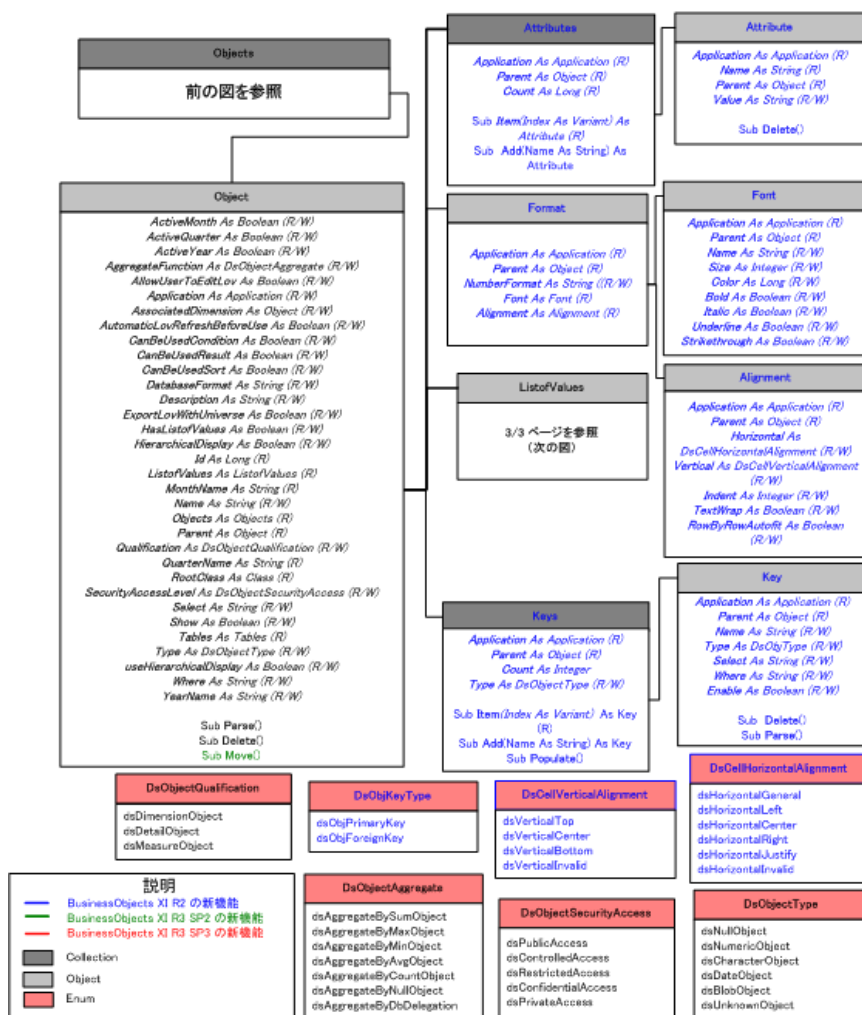 Objects
前の図を参照
Object
ActiveMonth As Boolean (R/W)
ActiveQuarter As Boolean (R/W)
ActiveYear As Boolean (R/W)
AggregateFunction As DsObjectAggregate (R/W)
AllowUserToEditLov As Boolean (R/W)
Application As Application (R/W)
AssociatedDimension As Object (R/W)
AutomaticLovRefreshBeforeUse As Boolean (R/W)
CanBeUsedCondition As Boolean (R/W)
CanBeUsedResult As Boolean (R/W)
CanBeUsedSort As Boolean (R/W)
DatabaseFormat As String (R/W)
Description As String (R/W)
ExportLovWithUniverse As Boolean (R/W)
HasListofValues As Boolean (R/W)
HierarchicalDisplay As Boolean (R/W)
Id As Long (R)
ListofValues As ListofValues (R)
MonthName As String (R)
Name As String (R/W)
Objects As Objects (R)
Parent As Object (R)
Qualification As DsObjectQualification (R/W)
QuarterName As String (R)
RootClass As Class (R)
SecurityAccessLevel As DsObjectSecurityAccess (R/W)
Select As String (R/W)
Show As Boolean (R/W)
Tables As Tables (R)
Type As DsObjectType (R/W)
useHierarchicalDisplay As Boolean (R/W)
Where As String (R/W)
YearName As String (R/W)
Sub Parse()
Sub Delete()
Sub Move()
Attributes
Application As Application (R)
Parent As Object (R)
Count As Long (R)
Sub Item(Index As Variant) As
Attribute (R)
Sub Add(Name As String) As
Attribute
Attribute
Application As Application (R)
Name As String (R)
Parent As Object (R)
Value As String (R/W)
Sub Delete()
Format
Application As Application (R)
Parent As Object (R)
NumberFormat As String ((R/W)
Font As Font (R)
Alignment As Alignment (R)
Font
Application As Application (R)
Parent As Object (R)
Name As String (R/W)
Size As Integer (R/W)
Color As Long (R/W)
Bold As Boolean (R/W)
Italic As Boolean (R/W)
Underline As Boolean (R/W)
Strikethrough As Boolean (R/W)
ListofValues
3/3 ページを参照
(次の図)
Alignment
Application As Application (R)
Parent As Object (R)
Horizontal As
DsCellHorizontalAlignment (R/W)
Vertical As DsCellVerticalAlignment
(R/W)
Indent As Integer (R/W)
TextWrap As Boolean (R/W)
RowByRowAutofit As Boolean
(R/W)
Keys
Application As Application (R)
Parent As Object (R)
Count As Integer
Type As DsObjectType (R/W)
Sub Item(Index As Variant) As Key
(R)
Sub Add(Name As String) As Key
Sub Populate()
Key
Application As Application (R)
Parent As Object (R)
Name As String (R/W)
Type As DsObjType (R/W)
Select As String (R/W)
Where As String (R/W)
Enable As Boolean (R/W)
Sub Delete()
Sub Parse()
DsObjectQualification
dsDimensionObject
dsDetailObject
dsMeasureObject
DsObjKeyType
dsObjPrimaryKey
dsObjForeignKey
DsCellVerticalAlignment
dsVerticalTop
dsVerticalCenter
dsVerticalBottom
dsVerticalInvalid
DsCellHorizontalAlignment
dsHorizontalGeneral
dsHorizontalLeft
dsHorizontalCenter
dsHorizontalRight
dsHorizontalJustify
dsHorizontalInvalid
説明
BusinessObjects XI R2 の新機能
BusinessObjects XI R3 SP2 の新機能
BusinessObjects XI R3 SP3 の新機能
Collection
Object
Enum
DsObjectAggregate
dsAggregateBySumObject
dsAggregateByMaxObject
dsAggregateByMinObject
dsAggregateByAvgObject
dsAggregateByCountObject
dsAggregateByNullObject
dsAggregateByDbDelegation
DsObjectSecurityAccess
dsPublicAccess
dsControlledAccess
dsRestrictedAccess
dsConfidentialAccess
dsPrivateAccess
DsObjectType
dsNullObject
dsNumericObject
dsCharacterObject
dsDateObject
dsBlobObject
dsUnknownObject